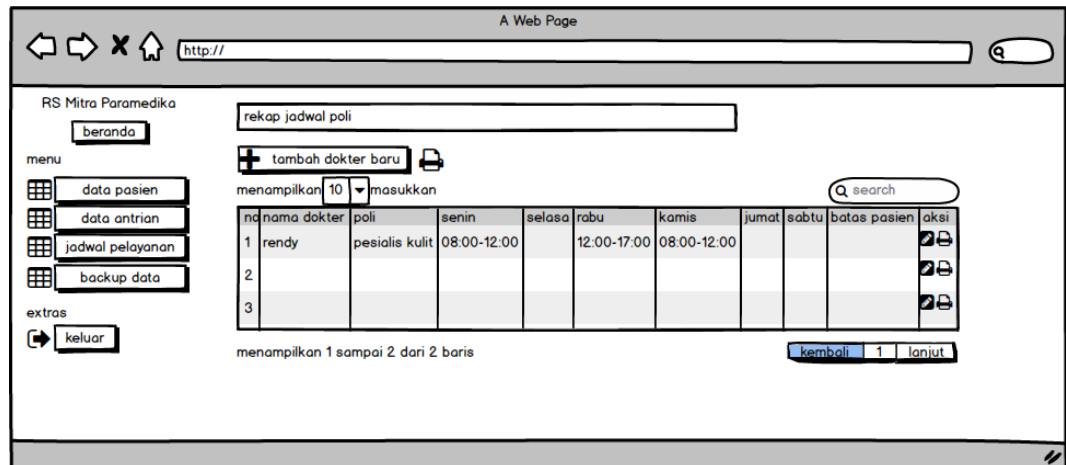 A Web Page
http://
RS Mitra Paramedika
beranda
menu
data pasien
data antrian
jadwal pelayanan
backup data
extras
keluar
rekap jadwal poli
tambah dokter baru
menampilkan 10 masukkan
search
no nama dokter poli senin selasa rabu kamis jumat sabtu batas pasien aksi
1 rendy pesialis kulit 08:00-12:00 12:00-17:00 08:00-12:00
2
3
menampilkan 1 sampai 2 dari 2 baris
kembali 1 lanjut